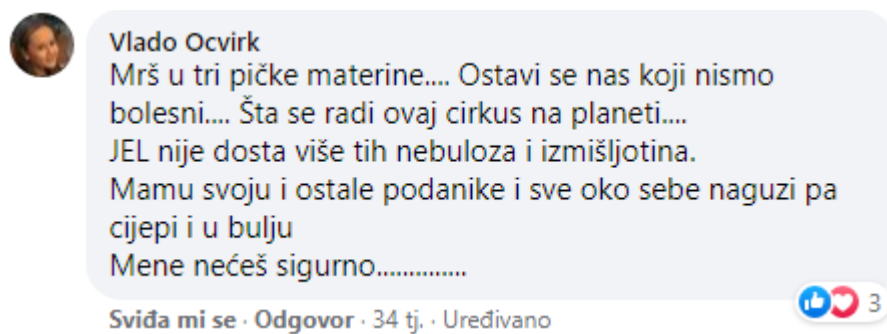 Vlado Ocvirk
Mrš u tri pičke materine.... Ostavi se nas koji nismo
bolesni.... Šta se radi ovaj cirkus na planeti....
JEL nije dosta više tih nebuloza i izmišljotina.
Mamu svoju i ostale podanike i sve oko sebe naguzi pa
cijepi i u bulju
Mene nećeš sigurno..............
3
Sviđa mi se · Odgovor · 34 tj. · Uređivano